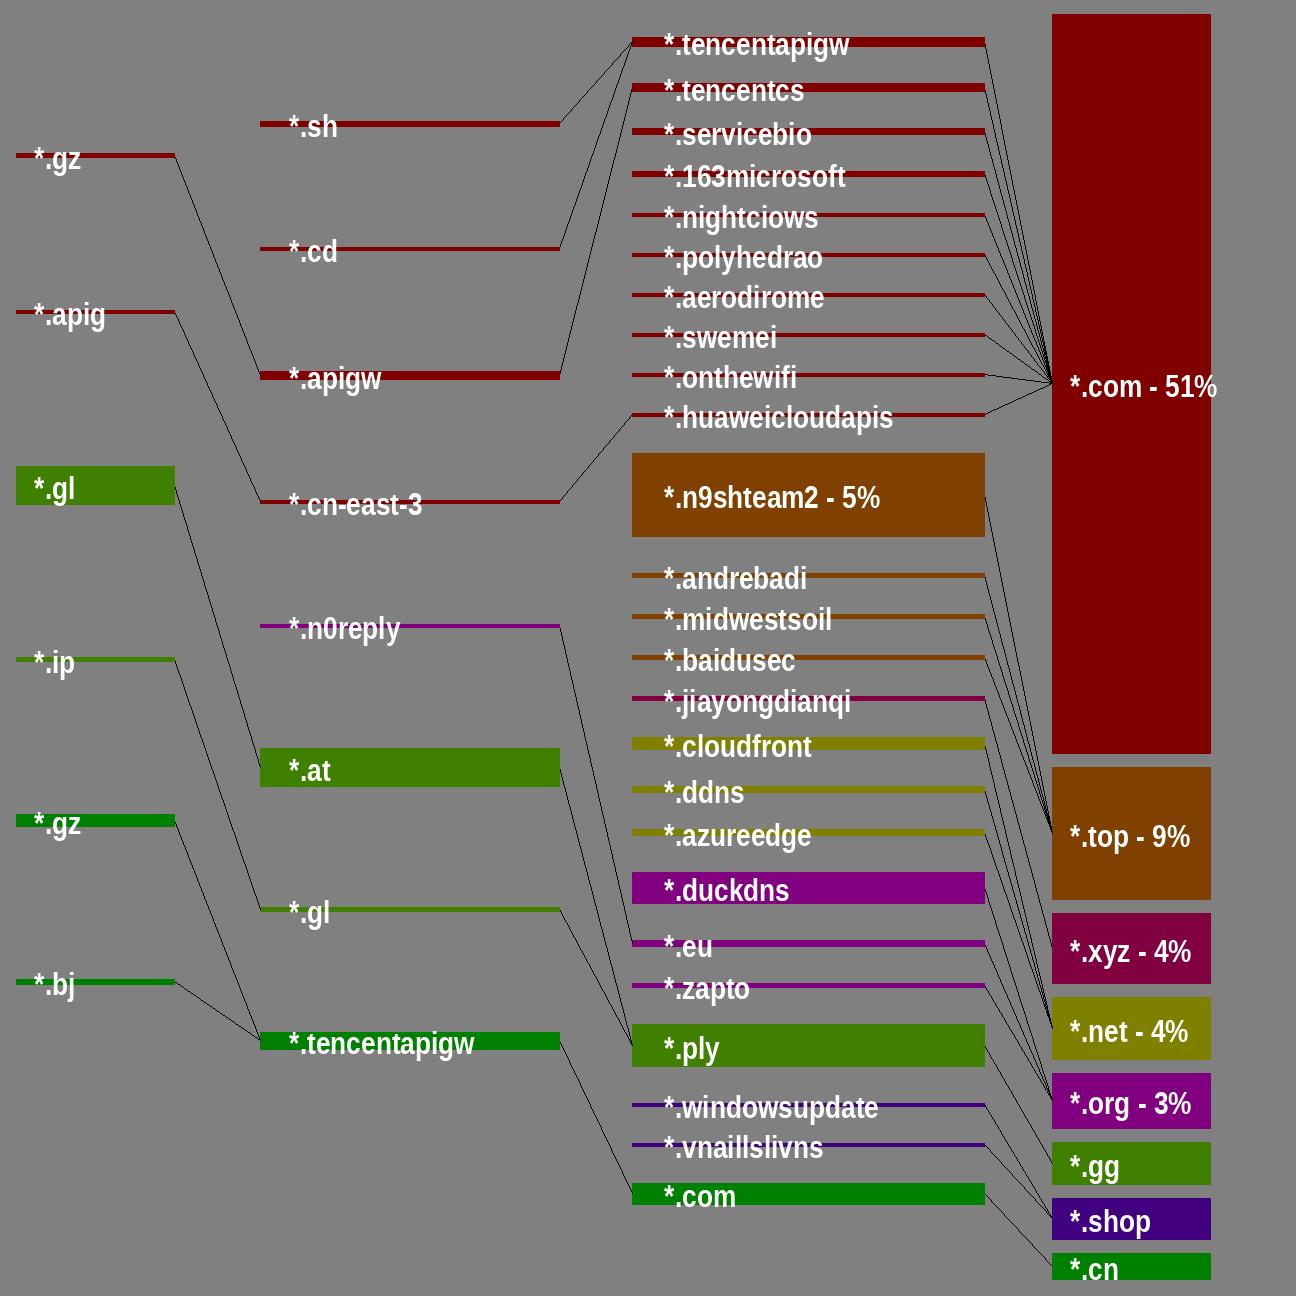 *.gz
*.apig
*.gl
*.ip
*.gz
*.bj
*.sh
*.cd
*.apigw
*.cn-east-3
*.n0reply
*.at
*.gl
*.tencentapigw
*.tencentapigw
*.tencentcs
*.servicebio
*.163microsoft
*.nightciows
*.polyhedrao
*.aerodirome
*.swemei
*.onthewifi
*.huaweicloudapis
*.n9shteam2 - 5%
*.andrebadi
*.midwestsoil
*.baidusec
*.jiayongdianqi
*.cloudfront
*.ddns
*.azureedge
*.duckdns
*.eu
*.zapto
*.ply
*.windowsupdate
*.vnaillslivns
*.com
*.com - 51%
*.top - 9%
*.xyz - 4%
*.net - 4%
*.org - 3%
*.gg
*.shop
*.cn